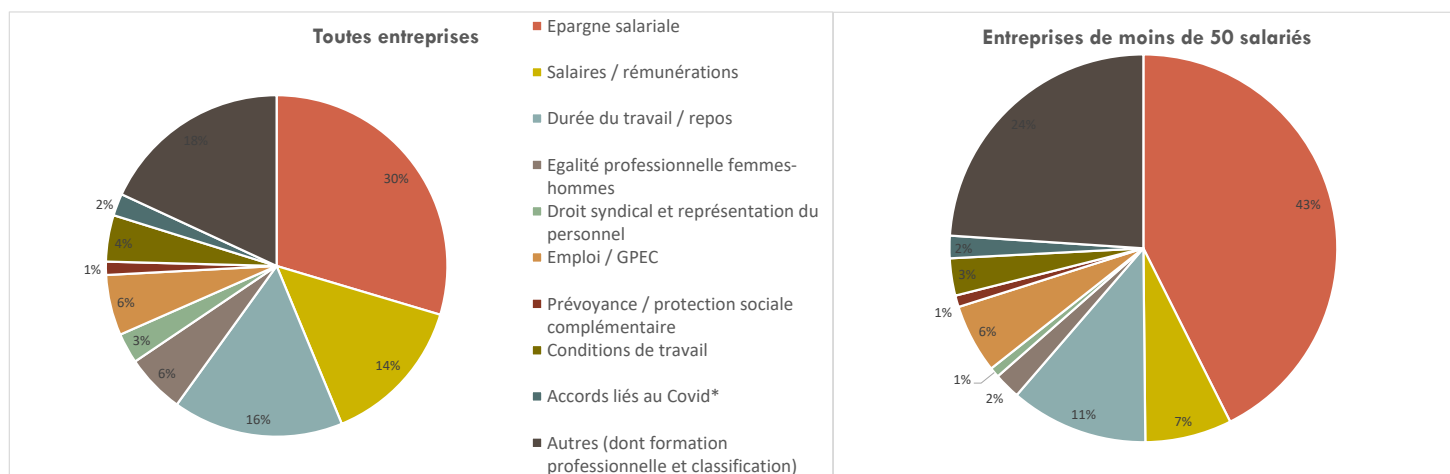 Toutes entreprises
30%
14%
16%
6%
3%
6%
1%
4%
2%
18%
Epargne salariale
Salaires / rémunérations
Durée du travail / repos
Egalité professionnelle femmes-
hommes
Droit syndical et représentation du
personnel
Emploi / GPEC
Prévoyance / protection sociale
complémentaire
Conditions de travail
Accords liés au Covid*
Autres (dont formation
professionnelle et classification)
Entreprises de moins de 50 salariés
43%
7%
11%
2%
1%
6%
1%
3%
2%
24%